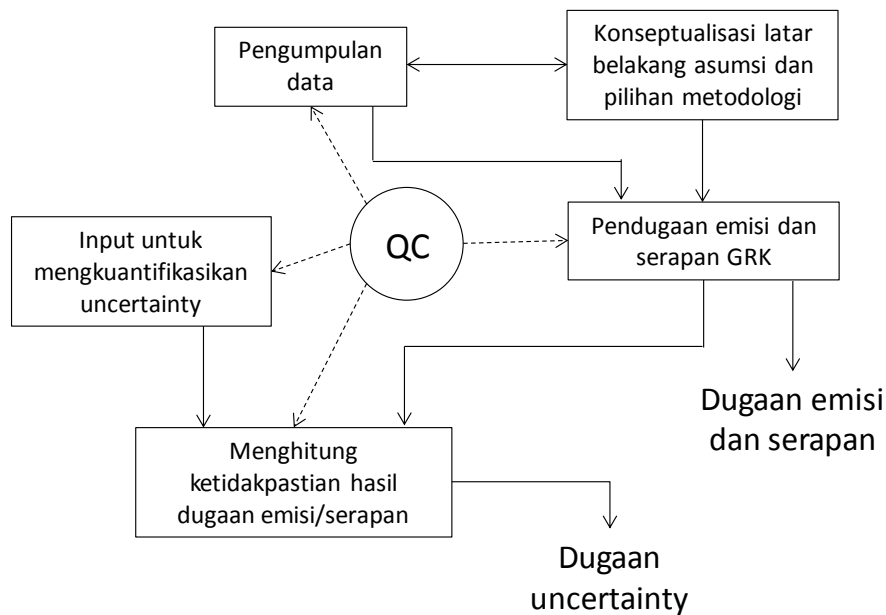 Pengumpulan
data
Konseptualisasi latar
belakang asumsi dan
pilihan metodologi
Input untuk
mengkuantifikasikan
uncertainty
QC
Pendugaan emisi dan
serapan GRK
Dugaan emisi
dan serapan
Menghitung
ketidakpastian hasil
dugaan emisi/serapan
Dugaan
uncertainty